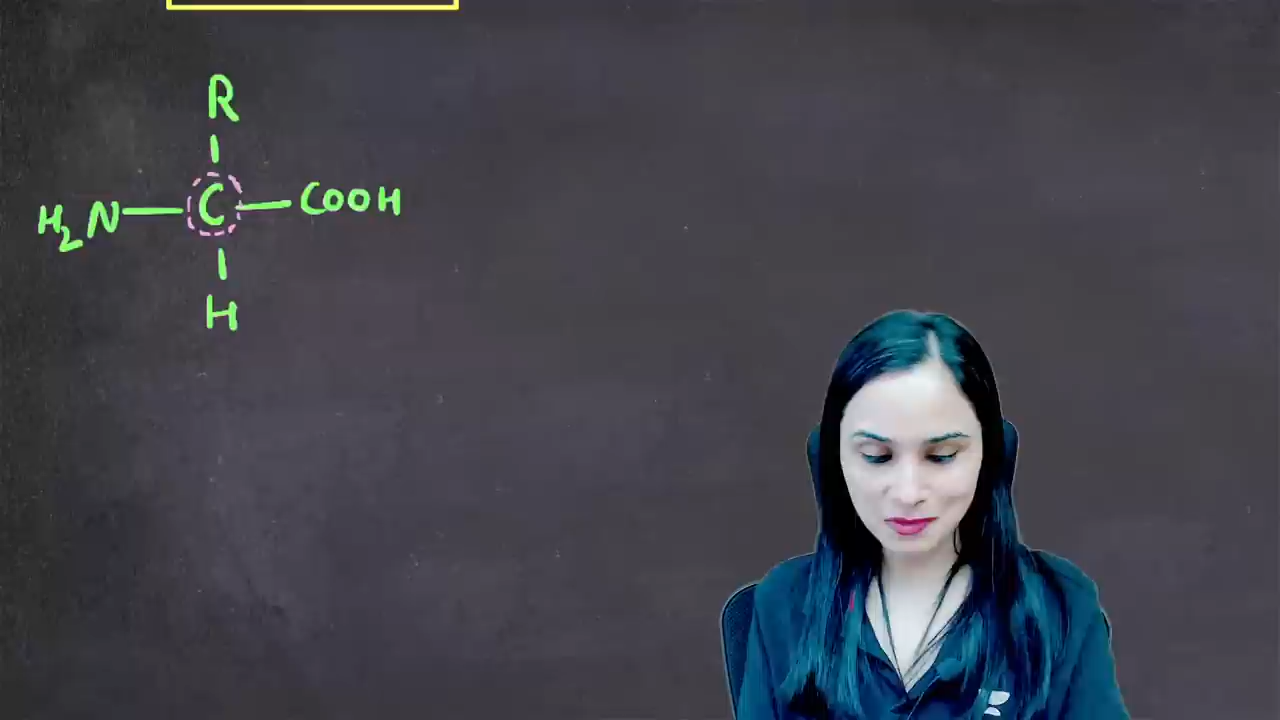 R
H₂N — C — COOH
H